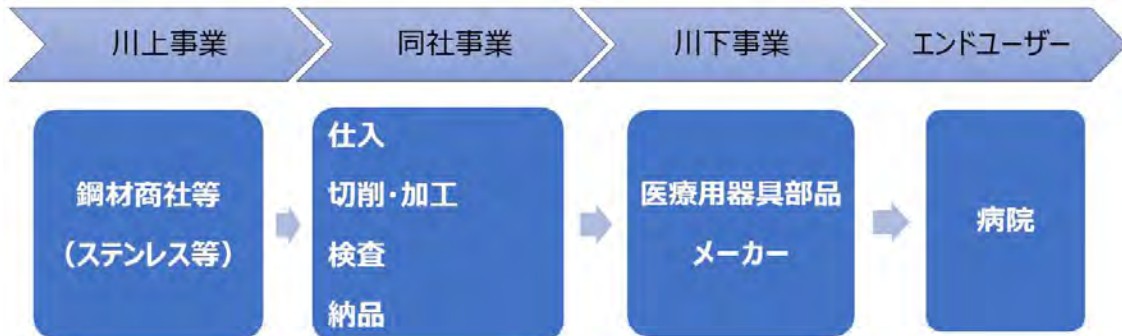 川上事業
同社事業
川下事業
エンドユーザー
鋼材商社等
（ステンレス等）
仕入
切削・加工
検査
納品
医療用器具部品
メーカー
病院